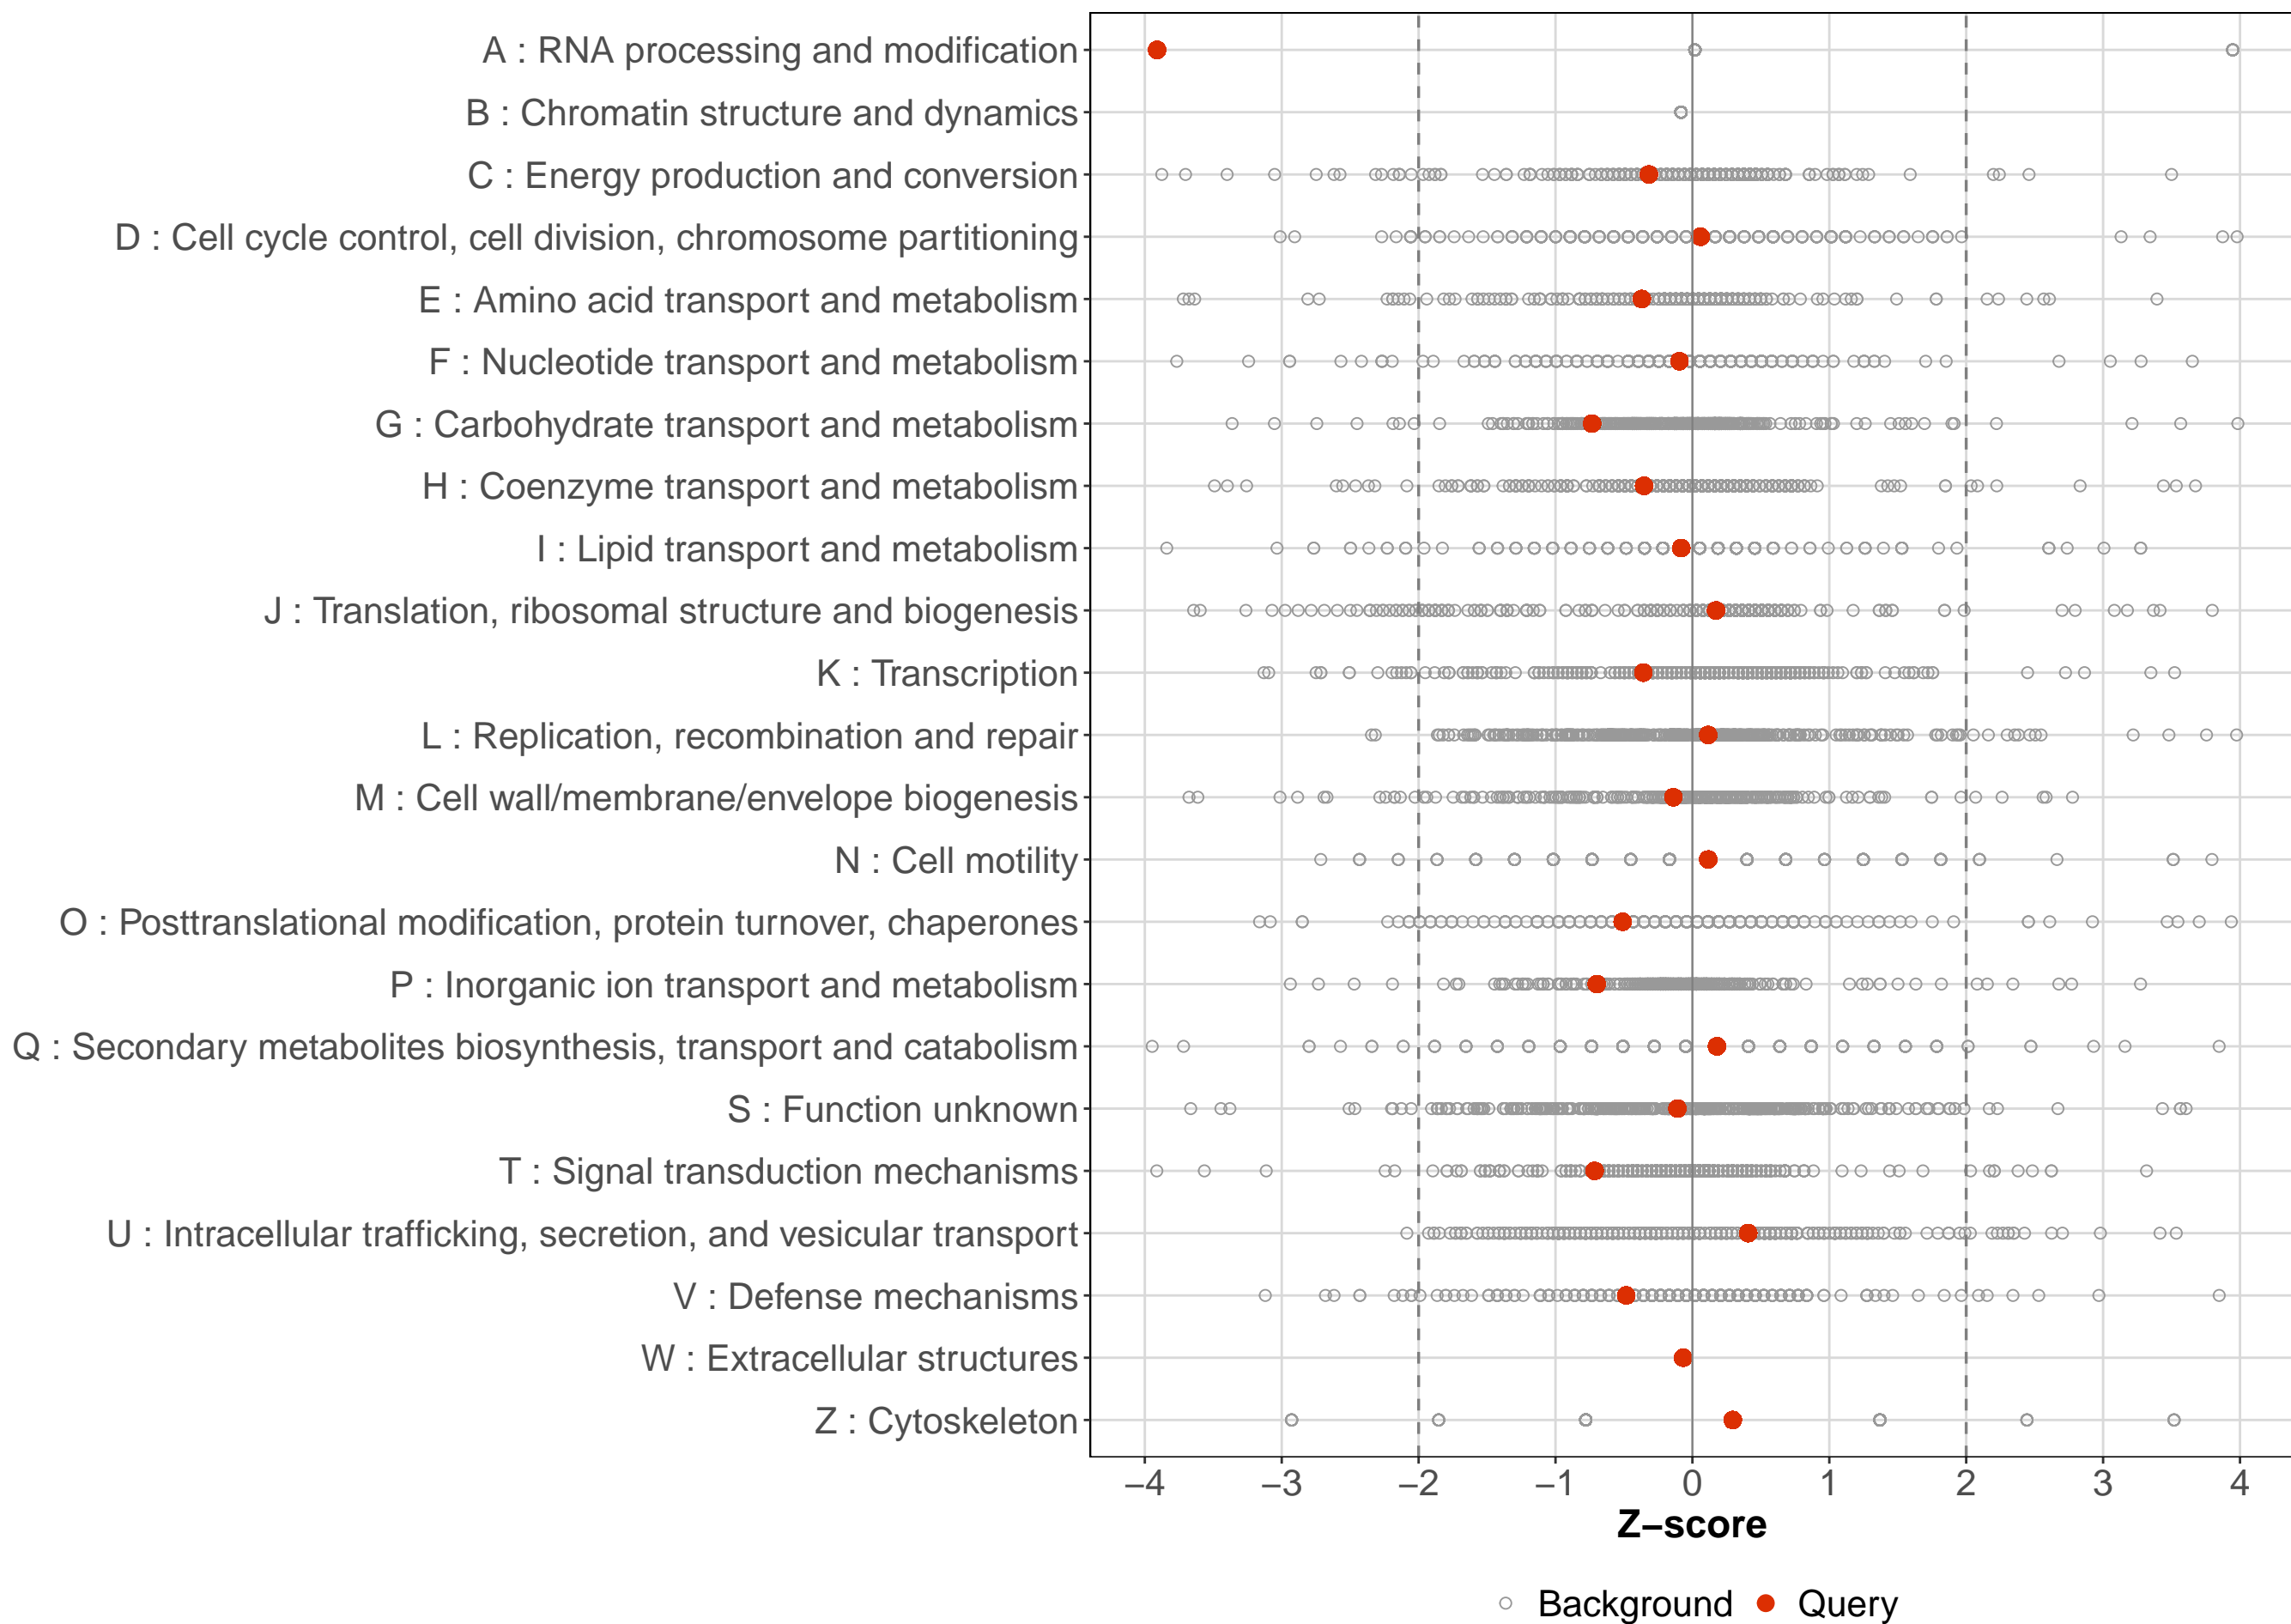 A : RNA processing and modification
B : Chromatin structure and dynamics
C : Energy production and conversion
D : Cell cycle control, cell division, chromosome partitioning
E : Amino acid transport and metabolism
F : Nucleotide transport and metabolism
G : Carbohydrate transport and metabolism
H : Coenzyme transport and metabolism
I : Lipid transport and metabolism
J : Translation, ribosomal structure and biogenesis
K : Transcription
L : Replication, recombination and repair
M : Cell wall/membrane/envelope biogenesis
N : Cell motility
O : Posttranslational modification, protein turnover, chaperones
P : Inorganic ion transport and metabolism
Q : Secondary metabolites biosynthesis, transport and catabolism
S : Function unknown
T : Signal transduction mechanisms
U : Intracellular trafficking, secretion, and vesicular transport
V : Defense mechanisms
W : Extracellular structures
Z : Cytoskeleton
−4 −3 −2 −1 0 1 2 3 4
Z−score
Background Query